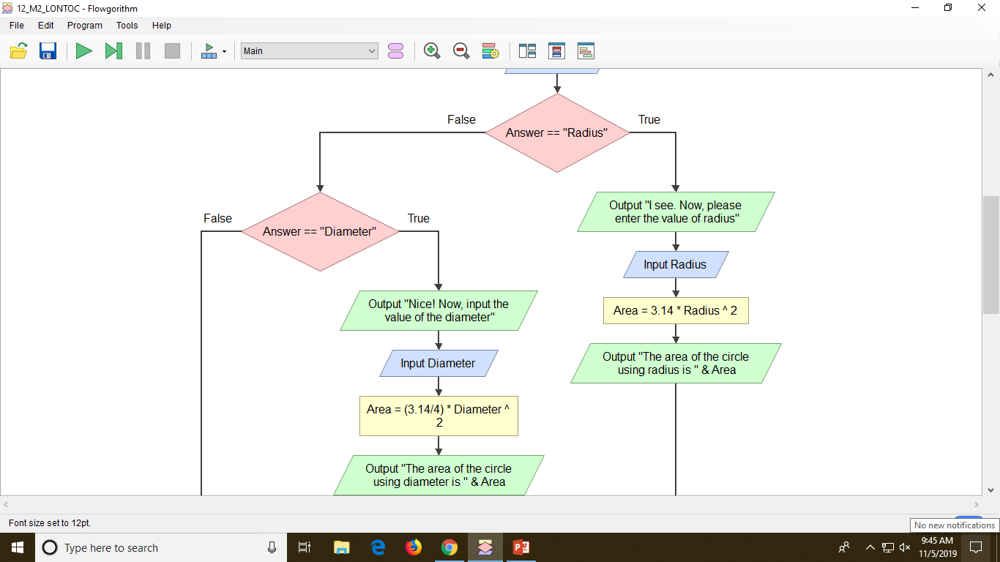 12_M2_LONTOC - Flowgorithm
File Edit Program Tools Help
Main
False
True
Answer == "Radius"
False
True
Answer == "Diameter"
Output "I see. Now, please
enter the value of radius"
Input Radius
Area = 3.14 * Radius ^ 2
Output "The area of the circle
using radius is " & Area
Output "Nice! Now, input the
value of the diameter"
Input Diameter
Area = (3.14/4) * Diameter ^
2
Output "The area of the circle
using diameter is " & Area
Font size set to 12pt.
No new notifications
Type here to search
9:45 AM
11/5/2019